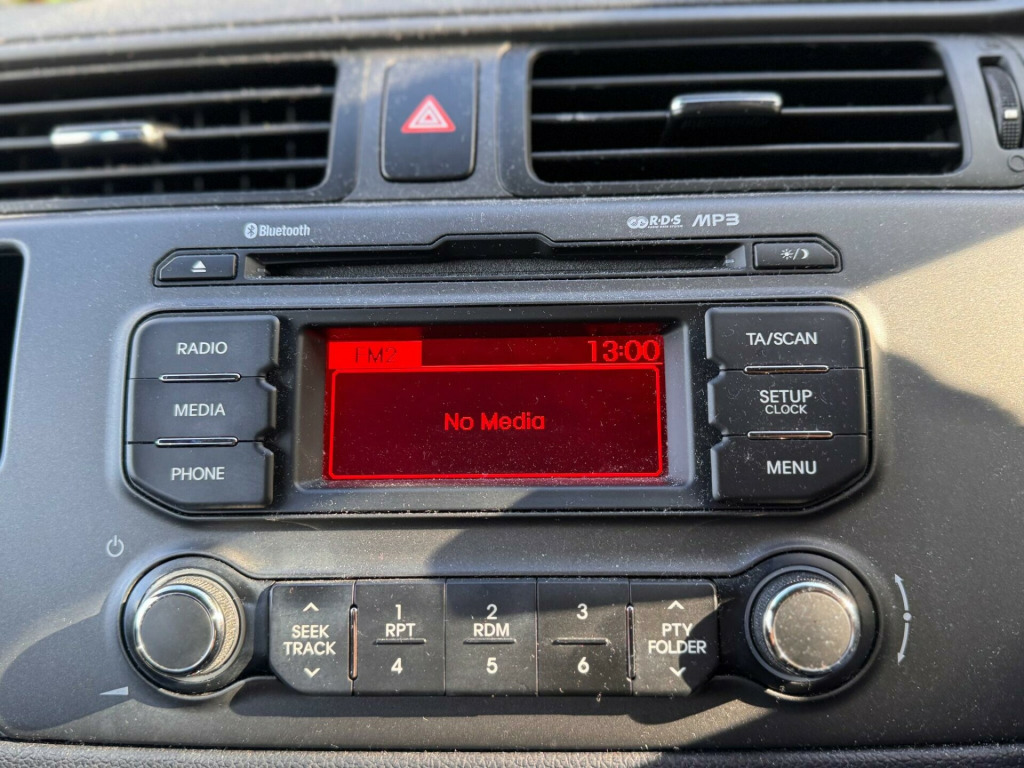 Bluetooth
R·D·S MP3
RADIO
MEDIA
PHONE
FM2 13:00
No Media
TA/SCAN
SETUP
CLOCK
MENU
SEEK
TRACK
1
RPT
4
2
RDM
5
3
6
PTY
FOLDER